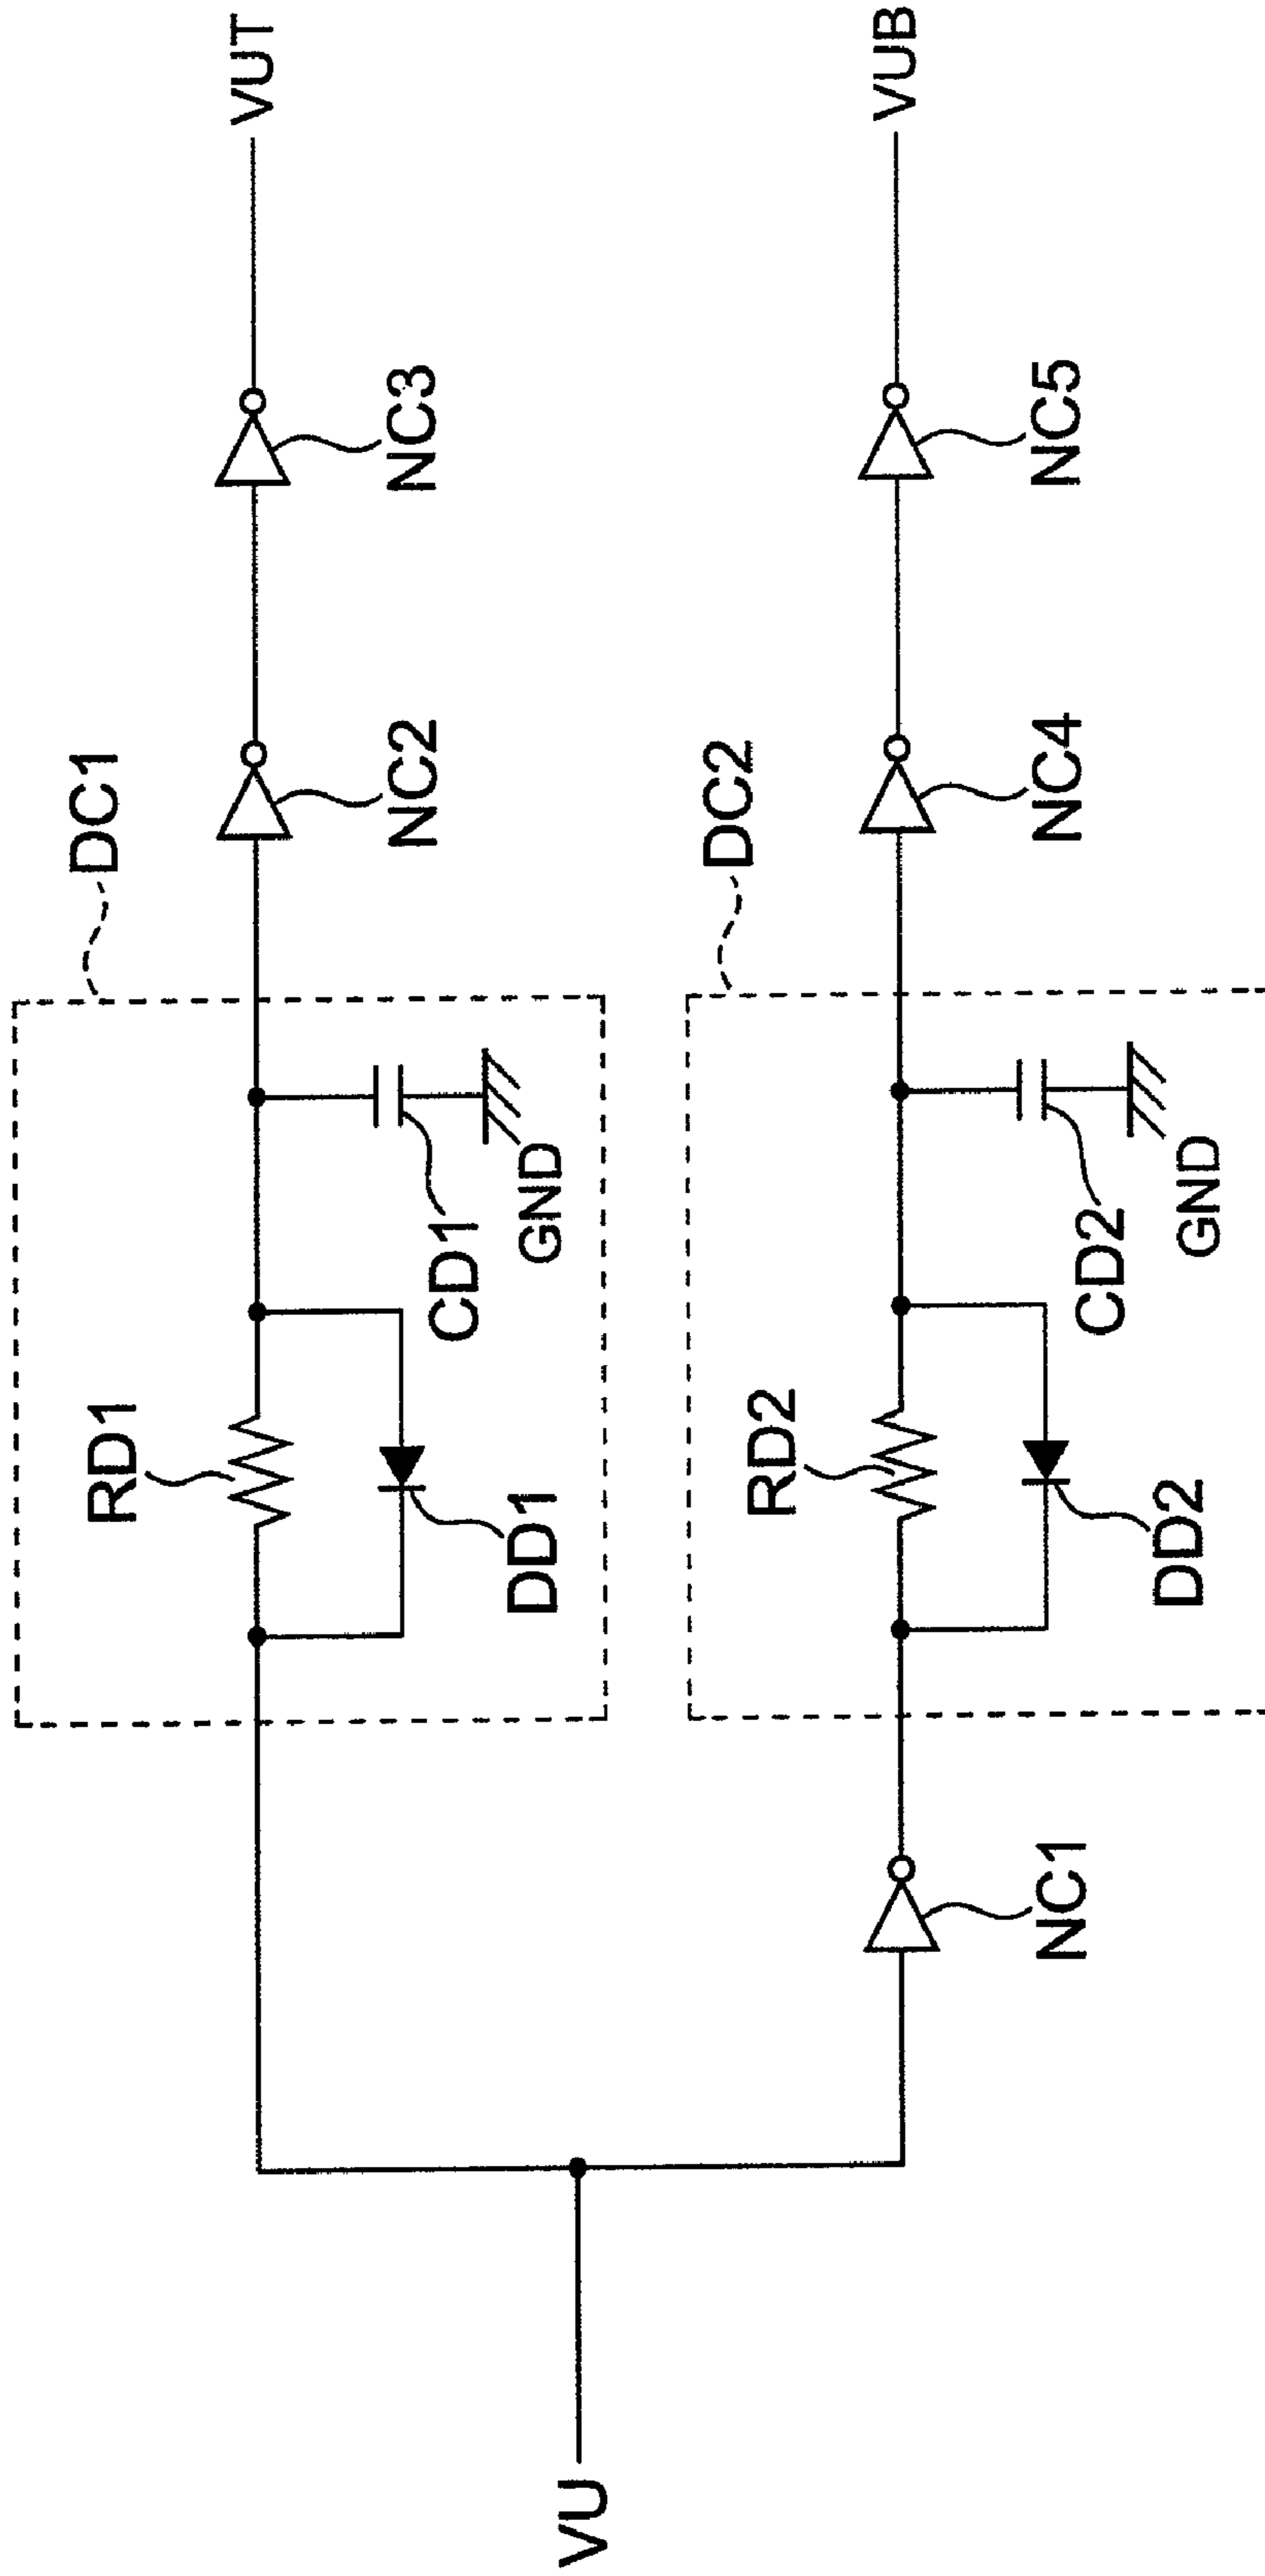 VU
DC1
RD1
DD1
CD1
GND
NC2
NC3
VUT
NC1
DC2
RD2
DD2
CD2
GND
NC4
NC5
VUB